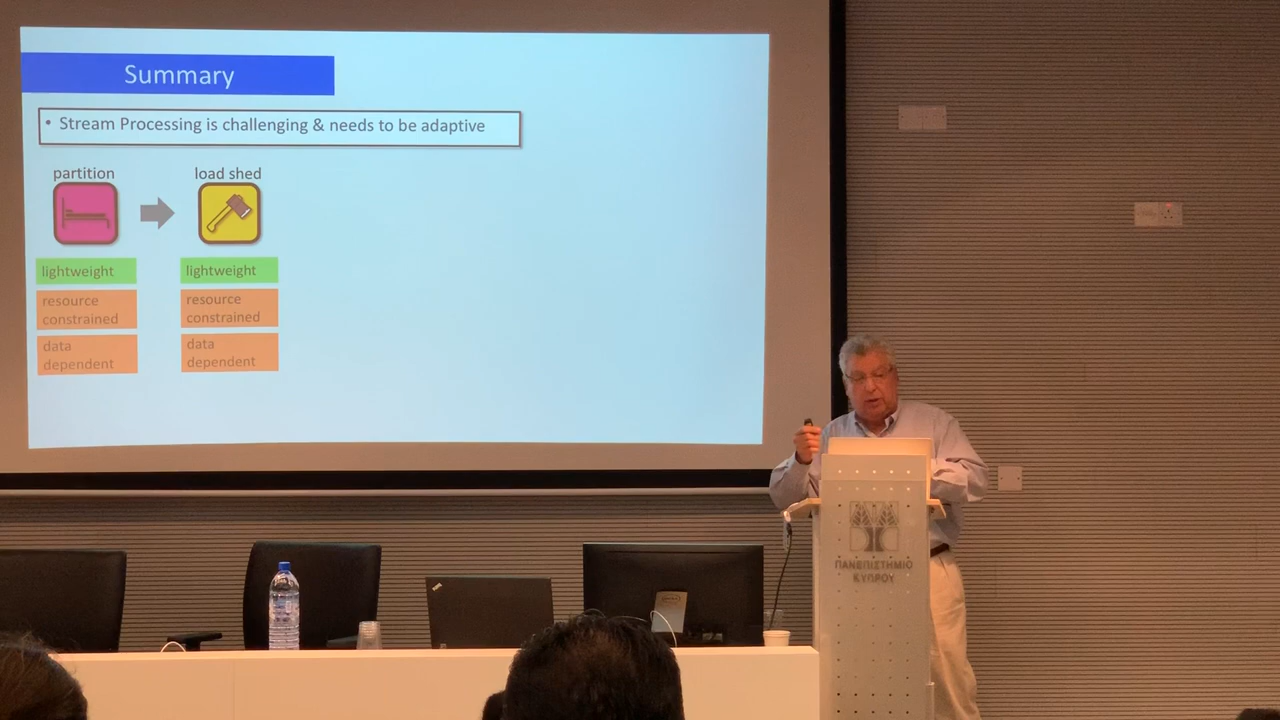 Summary
• Stream Processing is challenging & needs to be adaptive
partition
load shed
lightweight
lightweight
resource
constrained
resource
constrained
data
dependent
data
dependent
ΠΑΝΕΠΙΣΤΗΜΙΟ
ΚΥΠΡΟΥ